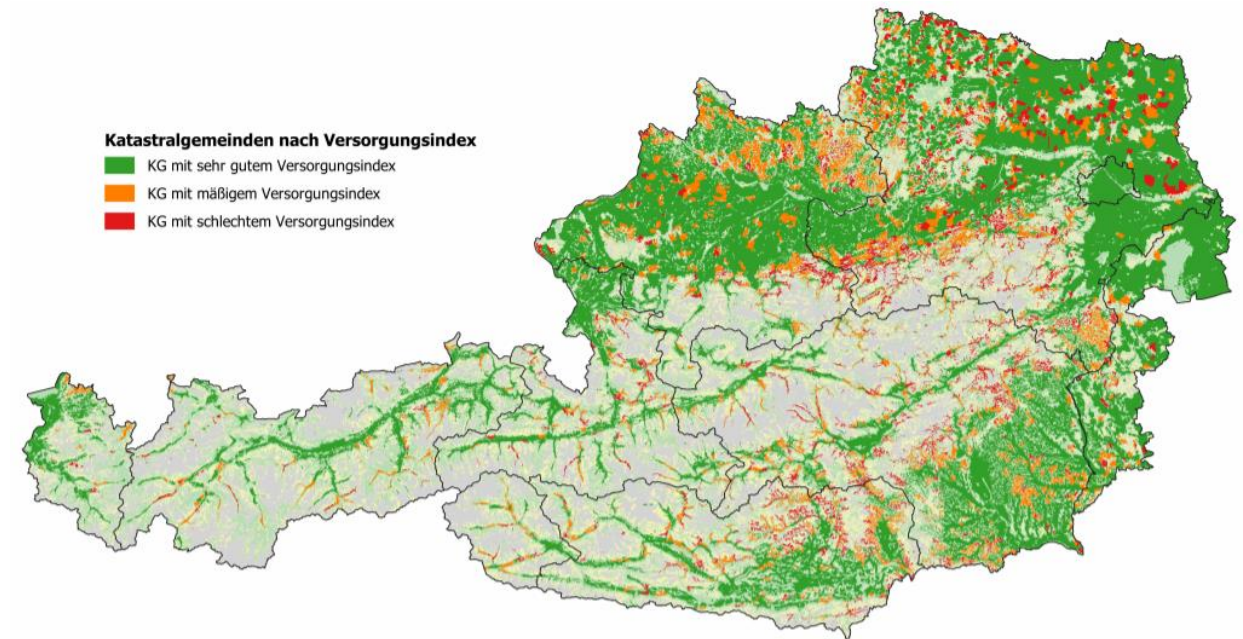 Katastralgemeinden nach Versorgungsindex
KG mit sehr gutem Versorgungsindex
KG mit mäßigem Versorgungsindex
KG mit schlechtem Versorgungsindex